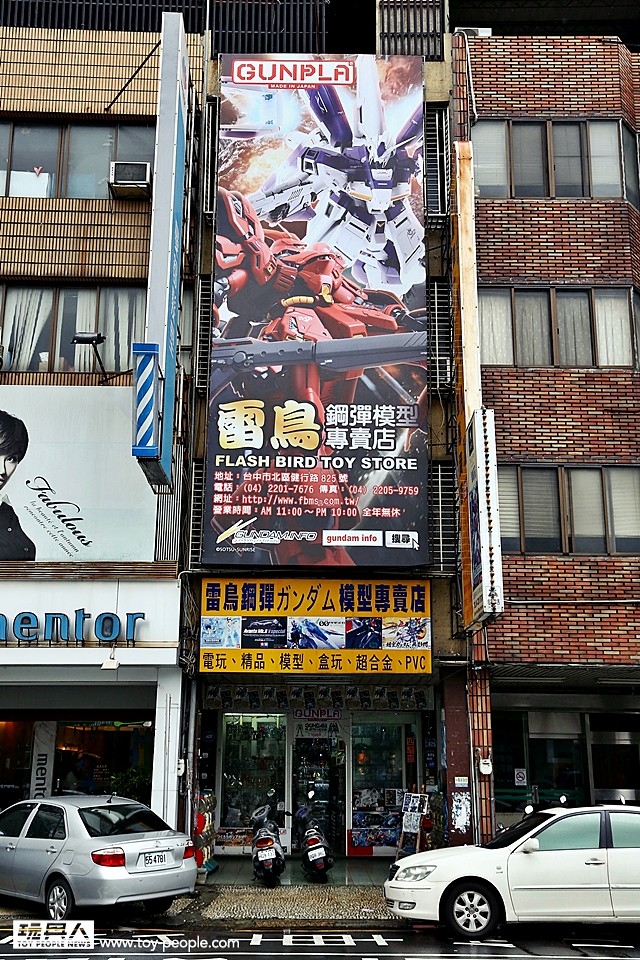 GUNPLA
MADE IN JAPAN
雷鳥 鋼彈模型
專賣店
FLASH BIRD TOY STORE
地址：台中市北區健行路 825 號
電話：(04) 2201-7676 傳真：(04) 2205-9759
網址：http://www.fbms.com.tw/
營業時間：AM 11:00～PM 10:00 全年無休
GUNDAM.INFO gundam info 搜尋
©SOTSU・SUNRISE
雷鳥鋼彈ガンダム模型專賣店
電玩、精品、模型、盒玩、超合金、PVC
GUNPLA
Fabulous
mentor
mentor
玩具人
TOY PEOPLE NEWS
www.toy-people.com